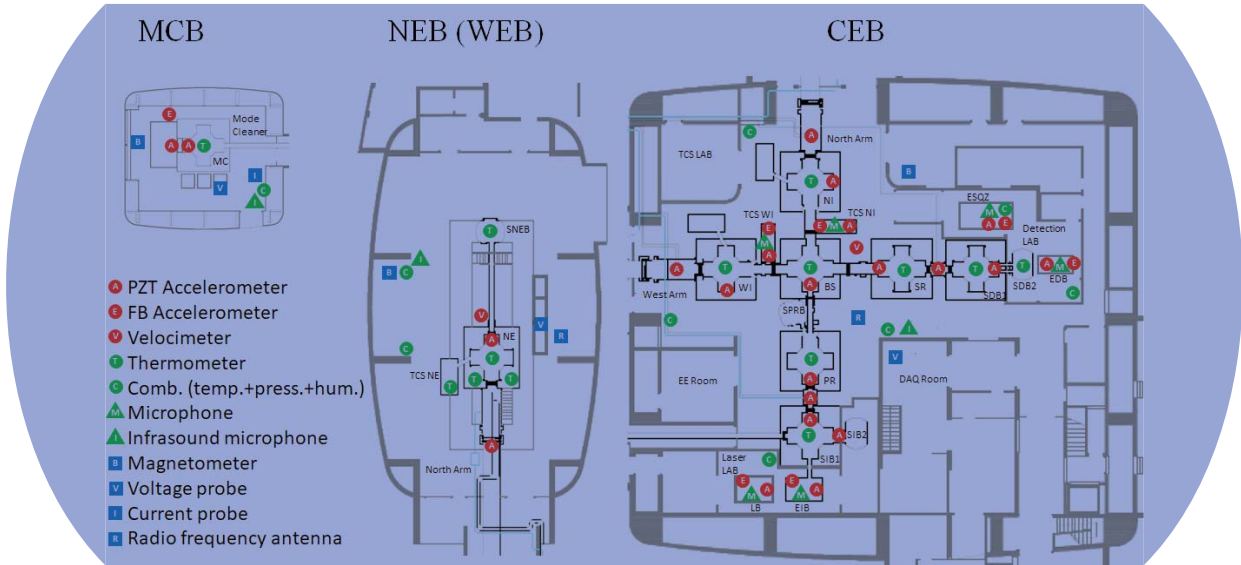 MCB
NEB (WEB)
CEB
E
Mode
Cleaner
B
A
A
T
MC
I
V
C
I
A PZT Accelerometer
E FB Accelerometer
V Velocimeter
T Thermometer
C Comb. (temp.+press.+hum.)
M Microphone
I Infrasound microphone
B Magnetometer
V Voltage probe
I Current probe
R Radio frequency antenna
T
SNEB
I
B
C
V
V
R
A
NE
T
C
TCS NE
T
T
T
A
North Arm
C
A
North Arm
TCS LAB
B
T
A
NI
ESQZ
M
C
A
E
TCS WI
E
M
A
TCS NI
E
M
A
V
Detection
LAB
A
T
A
WI
West Arm
T
A
BS
A
T
SR
A
T
A
SDB1
T
SDB2
A
M
E
EDB
C
SPRB
R
C
C
I
V
EE Room
T
A
PR
DAQ Room
A
A
T
A
SIB2
SIB1
Laser
LAB
C
E
M
A
LB
E
M
A
EIB